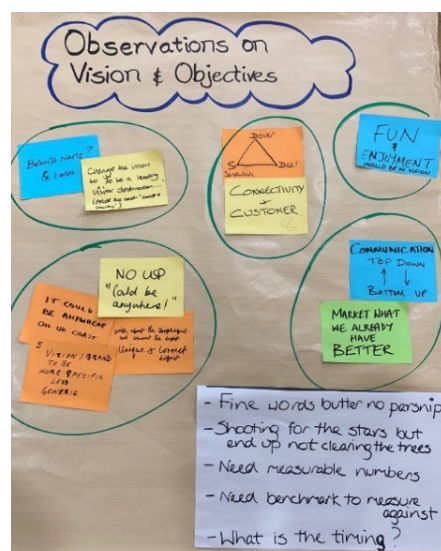 Observations on
Vision & Objectives
BRAND NAME?
& LOGO
Change the vision
to to be a leading
Visitor destination...
DOVER
S
Sandwich
Deal
CONNECTIVITY
+
CUSTOMER
FUN
&
ENJOYMENT
SHOULD BE IN VISION
NO USP
"Could be
anywhere!"
IT COULD
BE ANYWHERE
ON UK COAST
VISION/BRAND
TO BE
MORE SPECIFIC
LESS
GENERIC
Unique &
COMMUNICATION
TOP DOWN
BOTTOM UP
MARKET WHAT
WE ALREADY
HAVE
BETTER
- Fine words butter no parsnip
- Shooting for the stars but
end up not clearing the trees
- Need measurable numbers
- Need benchmark to measure
against
- What is the timing?